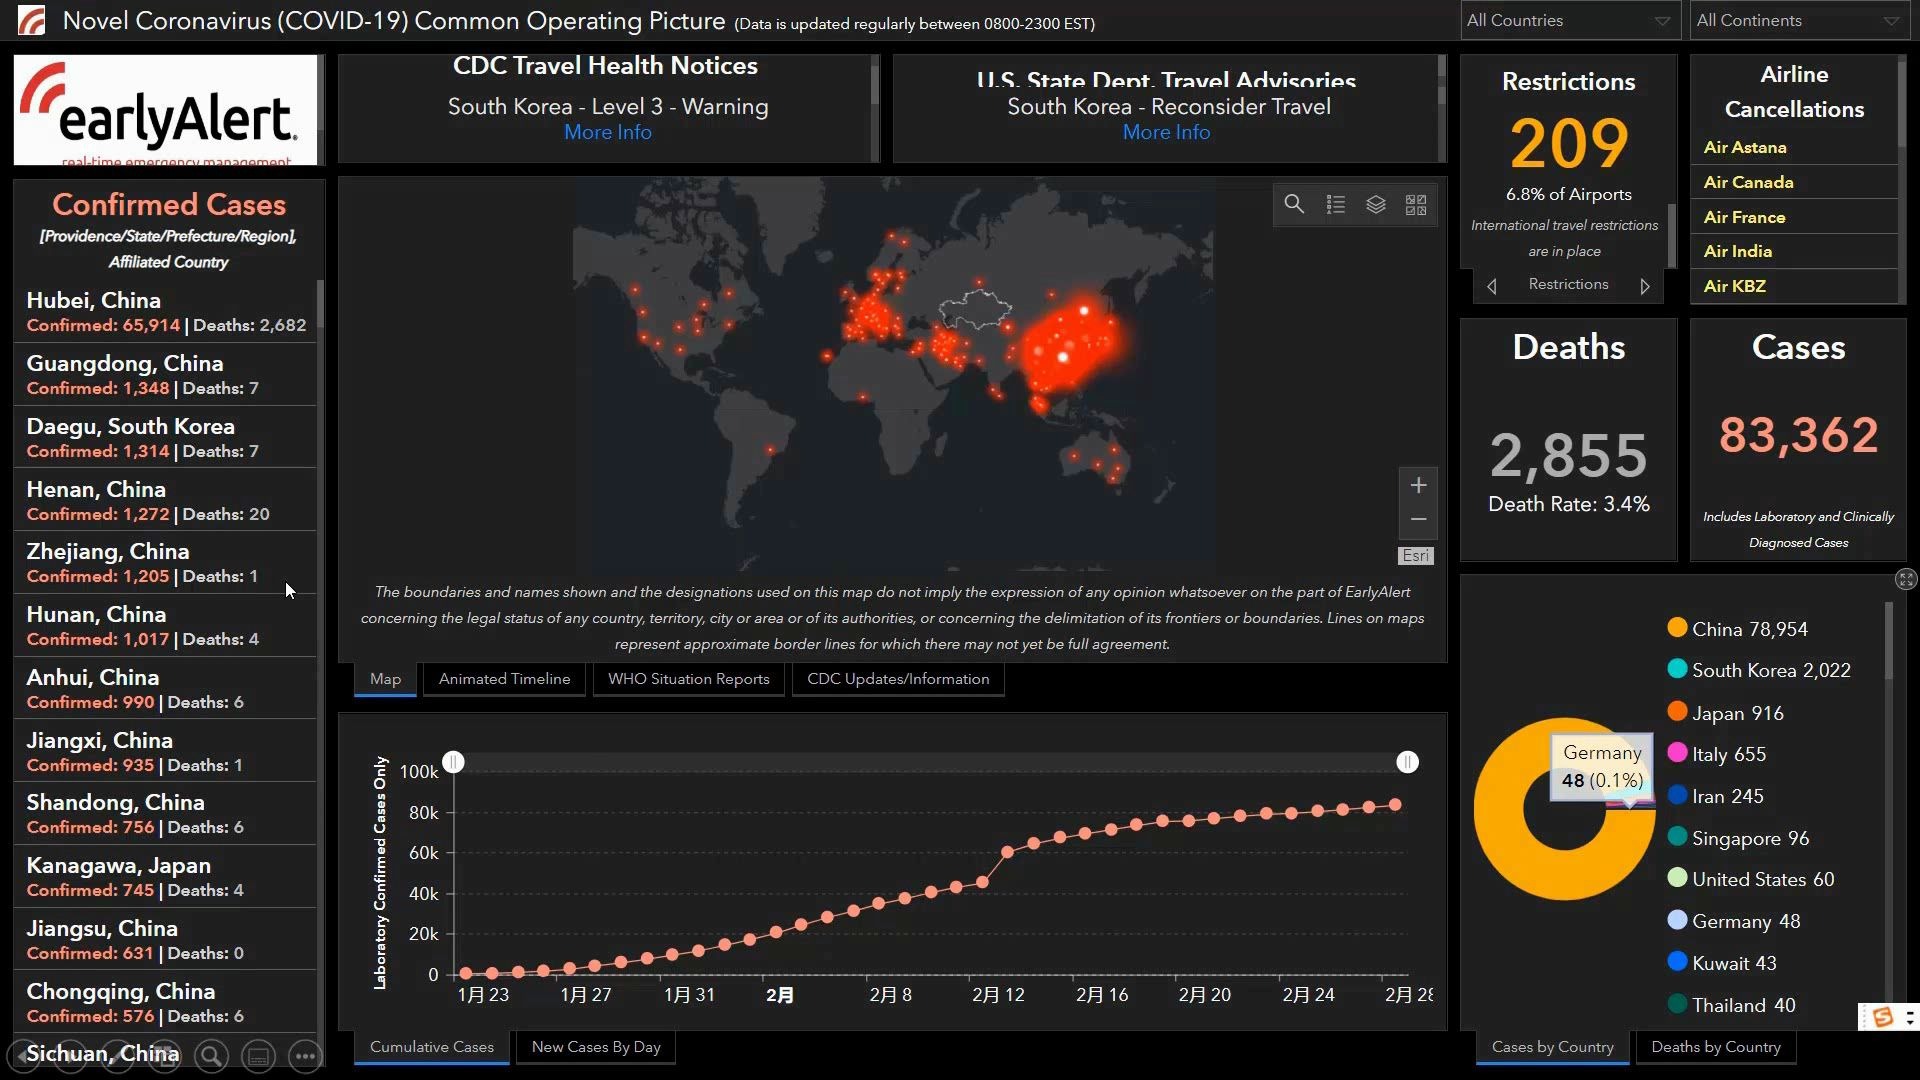 Novel Coronavirus (COVID-19) Common Operating Picture (Data is updated regularly between 0800-2300 EST)
All Countries
All Continents
earlyAlert.
real-time emergency management
CDC Travel Health Notices
South Korea - Level 3 - Warning
More Info
U.S. State Dept. Travel Advisories
South Korea - Reconsider Travel
More Info
Restrictions
209
6.8% of Airports
International travel restrictions
are in place
Restrictions
Airline
Cancellations
Air Astana
Air Canada
Air France
Air India
Air KBZ
Confirmed Cases
[Providence/State/Prefecture/Region],
Affiliated Country
Hubei, China
Confirmed: 65,914 | Deaths: 2,682
Guangdong, China
Confirmed: 1,348 | Deaths: 7
Daegu, South Korea
Confirmed: 1,314 | Deaths: 7
Henan, China
Confirmed: 1,272 | Deaths: 20
Zhejiang, China
Confirmed: 1,205 | Deaths: 1
Hunan, China
Confirmed: 1,017 | Deaths: 4
Anhui, China
Confirmed: 990 | Deaths: 6
Jiangxi, China
Confirmed: 935 | Deaths: 1
Shandong, China
Confirmed: 756 | Deaths: 6
Kanagawa, Japan
Confirmed: 745 | Deaths: 4
Jiangsu, China
Confirmed: 631 | Deaths: 0
Chongqing, China
Confirmed: 576 | Deaths: 6
Sichuan, China
Esri
The boundaries and names shown and the designations used on this map do not imply the expression of any opinion whatsoever on the part of EarlyAlert
concerning the legal status of any country, territory, city or area or of its authorities, or concerning the delimitation of its frontiers or boundaries. Lines on maps
represent approximate border lines for which there may not yet be full agreement.
Map
Animated Timeline
WHO Situation Reports
CDC Updates/Information
Deaths
2,855
Death Rate: 3.4%
Cases
83,362
Includes Laboratory and Clinically
Diagnosed Cases
Laboratory Confirmed Cases Only
100k
80k
60k
40k
20k
0
1月 23
1月 27
1月 31
2月
2月 8
2月 12
2月 16
2月 20
2月 24
2月 28
Cumulative Cases
New Cases By Day
Germany
48 (0.1%)
China 78,954
South Korea 2,022
Japan 916
Italy 655
Iran 245
Singapore 96
United States 60
Germany 48
Kuwait 43
Thailand 40
Cases by Country
Deaths by Country